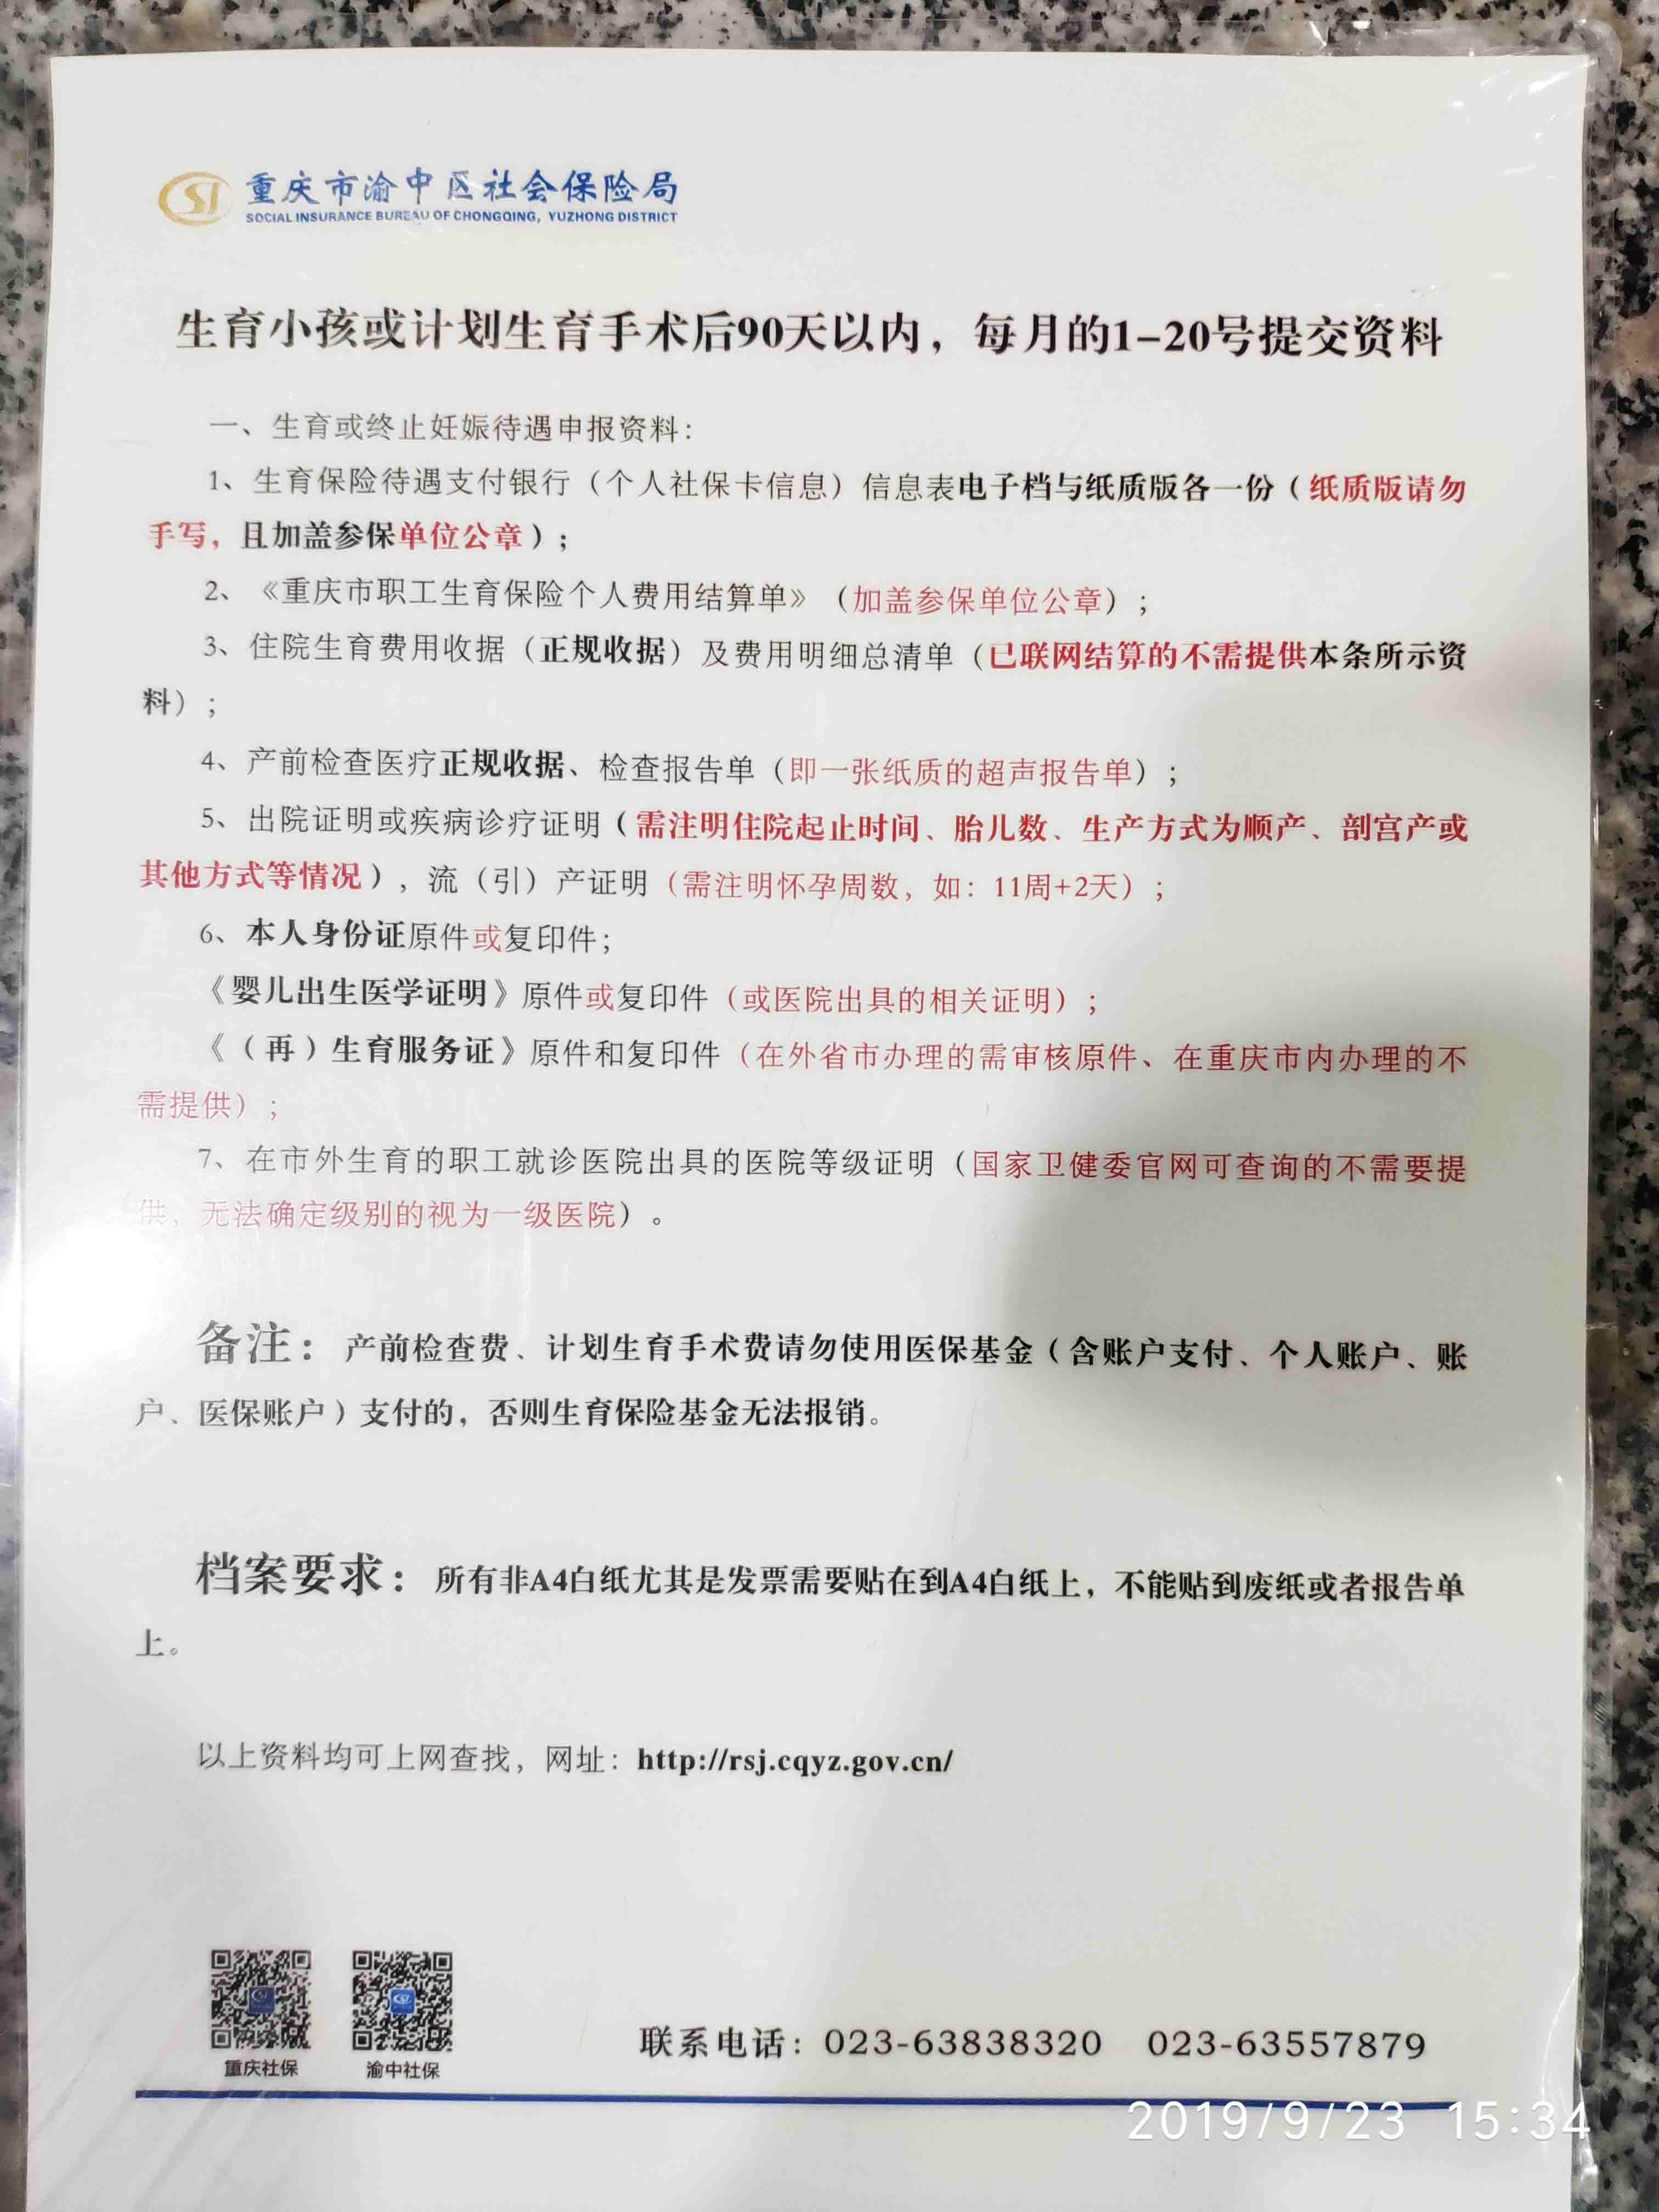 重庆市渝中区社会保险局
SOCIAL INSURANCE BUREAU OF CHONGQING, YUZHONG DISTRICT
生育小孩或计划生育手术后90天以内，每月的1-20号提交资料
一、生育或终止妊娠待遇申报资料：
1、生育保险待遇支付银行（个人社保卡信息）信息表电子档与纸质版各一份（纸质版请勿
手写，且加盖参保单位公章）；
2、《重庆市职工生育保险个人费用结算单》（加盖参保单位公章）；
3、住院生育费用收据（正规收据）及费用明细总清单（已联网结算的不需提供本条所示资
料）；
4、产前检查医疗正规收据、检查报告单（即一张纸质的超声报告单）；
5、出院证明或疾病诊疗证明（需注明住院起止时间、胎儿数、生产方式为顺产、剖宫产或
其他方式等情况），流（引）产证明（需注明怀孕周数，如：11周+2天）；
6、本人身份证原件或复印件；
《婴儿出生医学证明》原件或复印件（或医院出具的相关证明）；
《（再）生育服务证》原件和复印件（在外省市办理的需审核原件、在重庆市内办理的不
需提供）；
7、在市外生育的职工就诊医院出具的医院等级证明（国家卫健委官网可查询的不需要提
供，无法确定级别的视为一级医院）。
备注：产前检查费、计划生育手术费请勿使用医保基金（含账户支付、个人账户、账
户、医保账户）支付的，否则生育保险基金无法报销。
档案要求：所有非A4白纸尤其是发票需要贴在到A4白纸上，不能贴到废纸或者报告单
上。
以上资料均可上网查找，网址：http://rsj.cqyz.gov.cn/
重庆社保 渝中社保
联系电话：023-63838320 023-63557879
2019/9/23 15:34